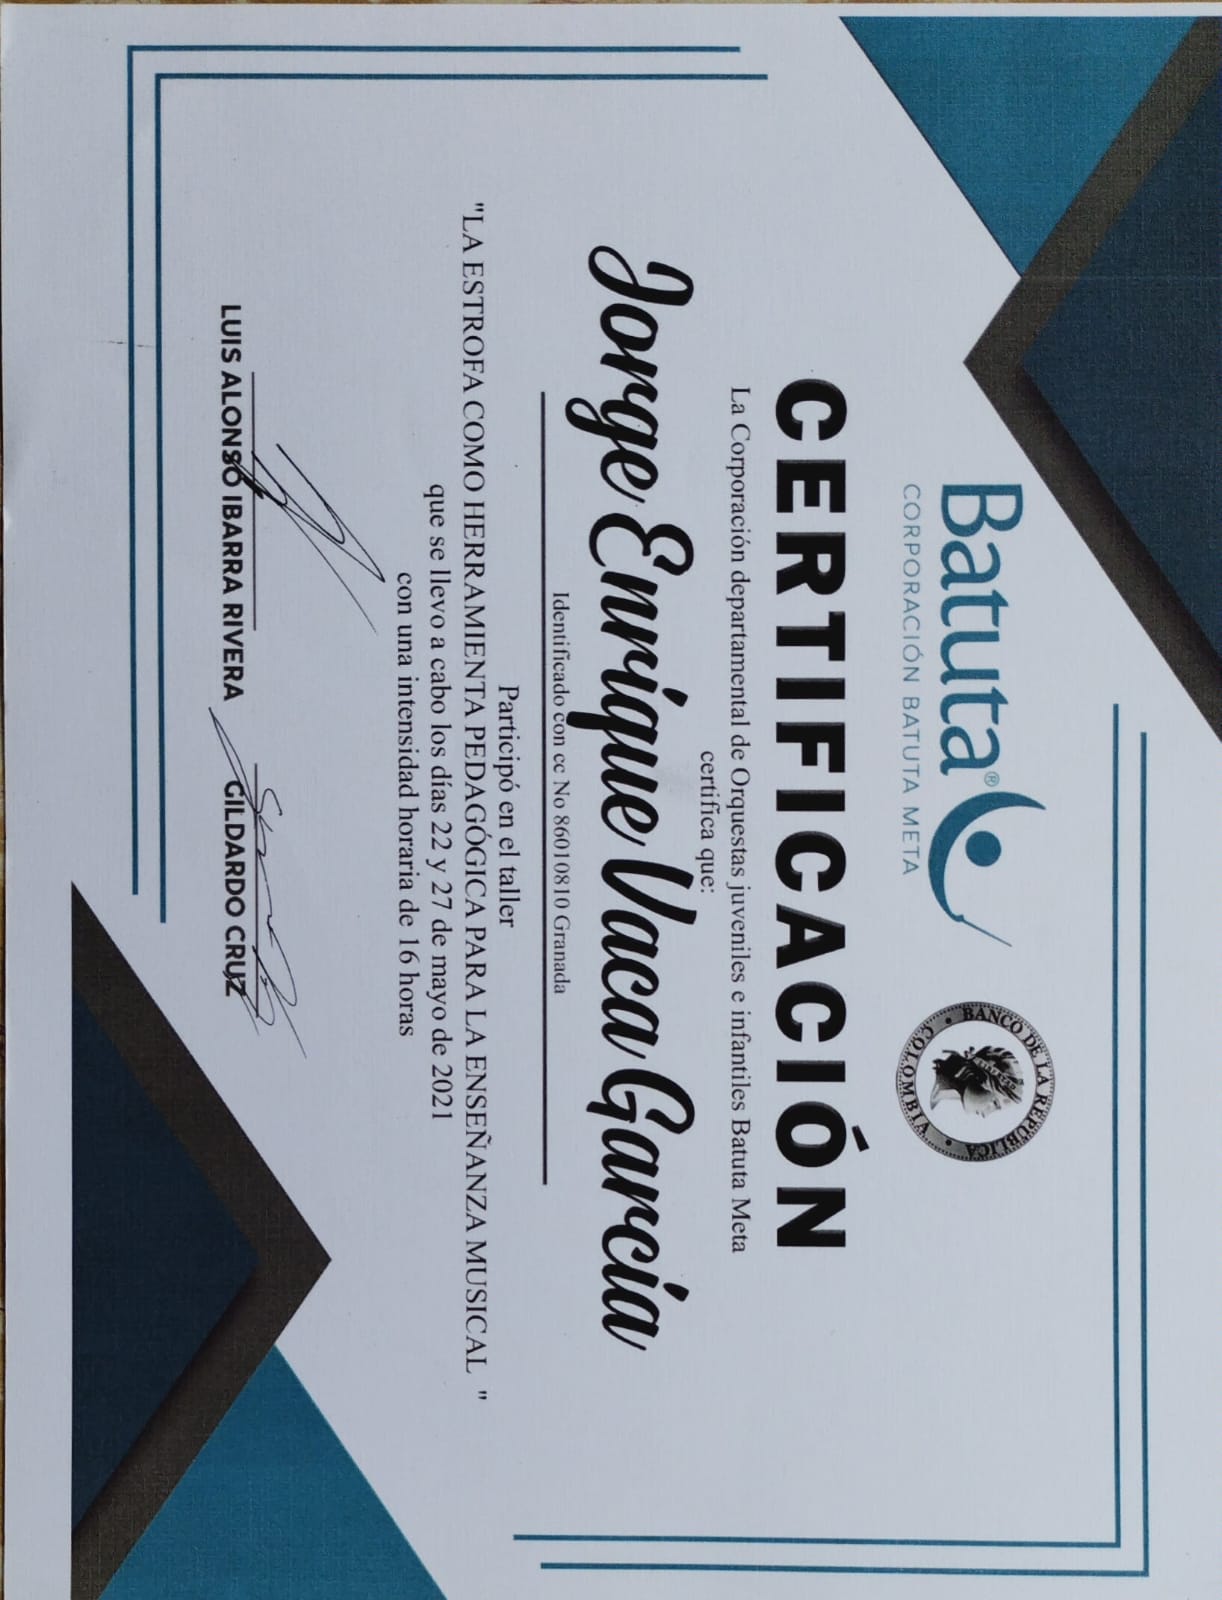 Batuta®
CORPORACIÓN BATUTA META
BANCO DE LA REPÚBLICA
COLOMBIA
CERTIFICACIÓN
La Corporación departamental de Orquestas juveniles e infantiles Batuta Meta
certifica que:
Jorge Enríque Vaca García
Identificado con cc No 86010810 Granada
Participó en el taller
"LA ESTROFA COMO HERRAMIENTA PEDAGÓGICA PARA LA ENSEÑANZA MUSICAL "
que se llevo a cabo los días 22 y 27 de mayo de 2021
con una intensidad horaria de 16 horas
LUIS ALONSO IBARRA RIVERA
GILDARDO CRUZ